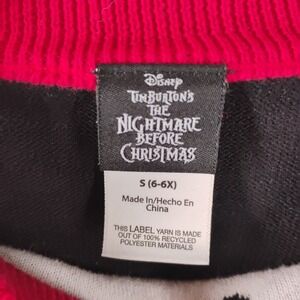 Disney
TIM BURTON'S
THE
NIGHTMARE
BEFORE
CHRISTMAS
S (6-6X)
Made In/Hecho En
China
THIS LABEL YARN IS MADE
OUT OF 100% RECYCLED
POLYESTER MATERIALS